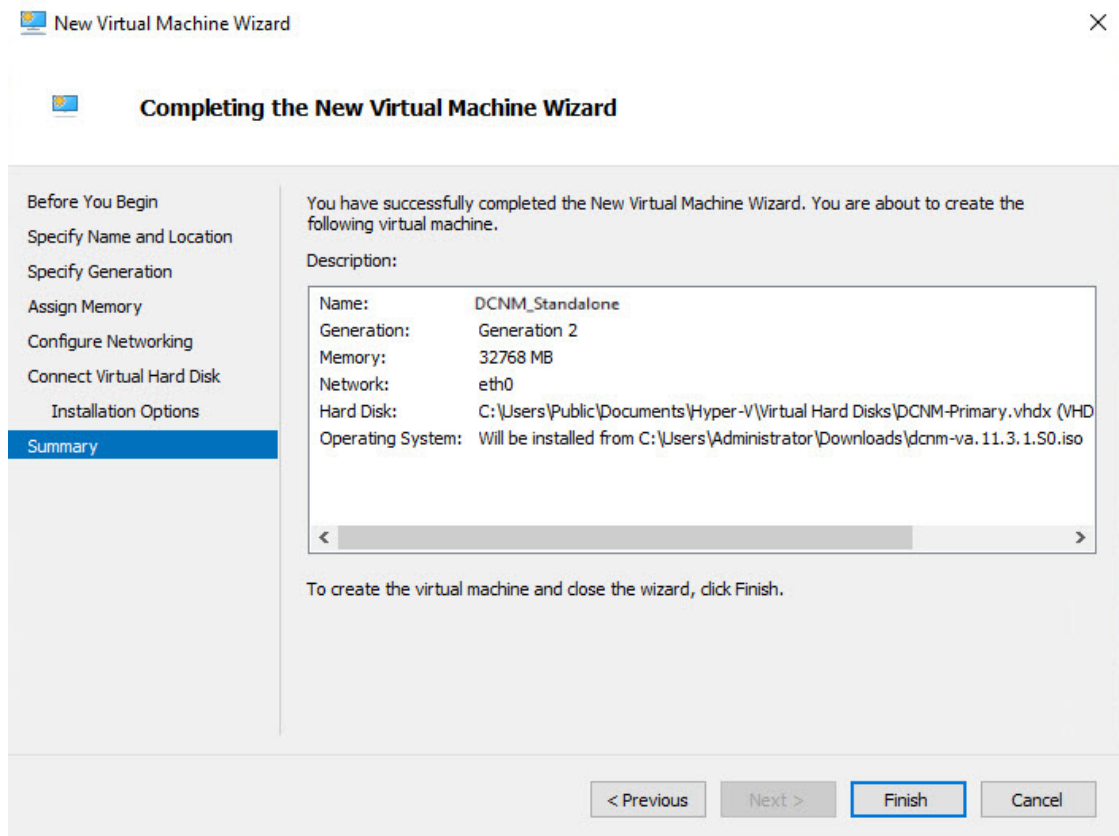 New Virtual Machine Wizard
Completing the New Virtual Machine Wizard
Before You Begin
Specify Name and Location
Specify Generation
Assign Memory
Configure Networking
Connect Virtual Hard Disk
Installation Options
Summary
You have successfully completed the New Virtual Machine Wizard. You are about to create the
following virtual machine.
Description:
Name: DCNM_Standalone
Generation: Generation 2
Memory: 32768 MB
Network: eth0
Hard Disk: C:\Users\Public\Documents\Hyper-V\Virtual Hard Disks\DCNM-Primary.vhdx (VHD
Operating System: Will be installed from C:\Users\Administrator\Downloads\dcnm-va.11.3.1.S0.iso
To create the virtual machine and close the wizard, click Finish.
< Previous Next > Finish Cancel